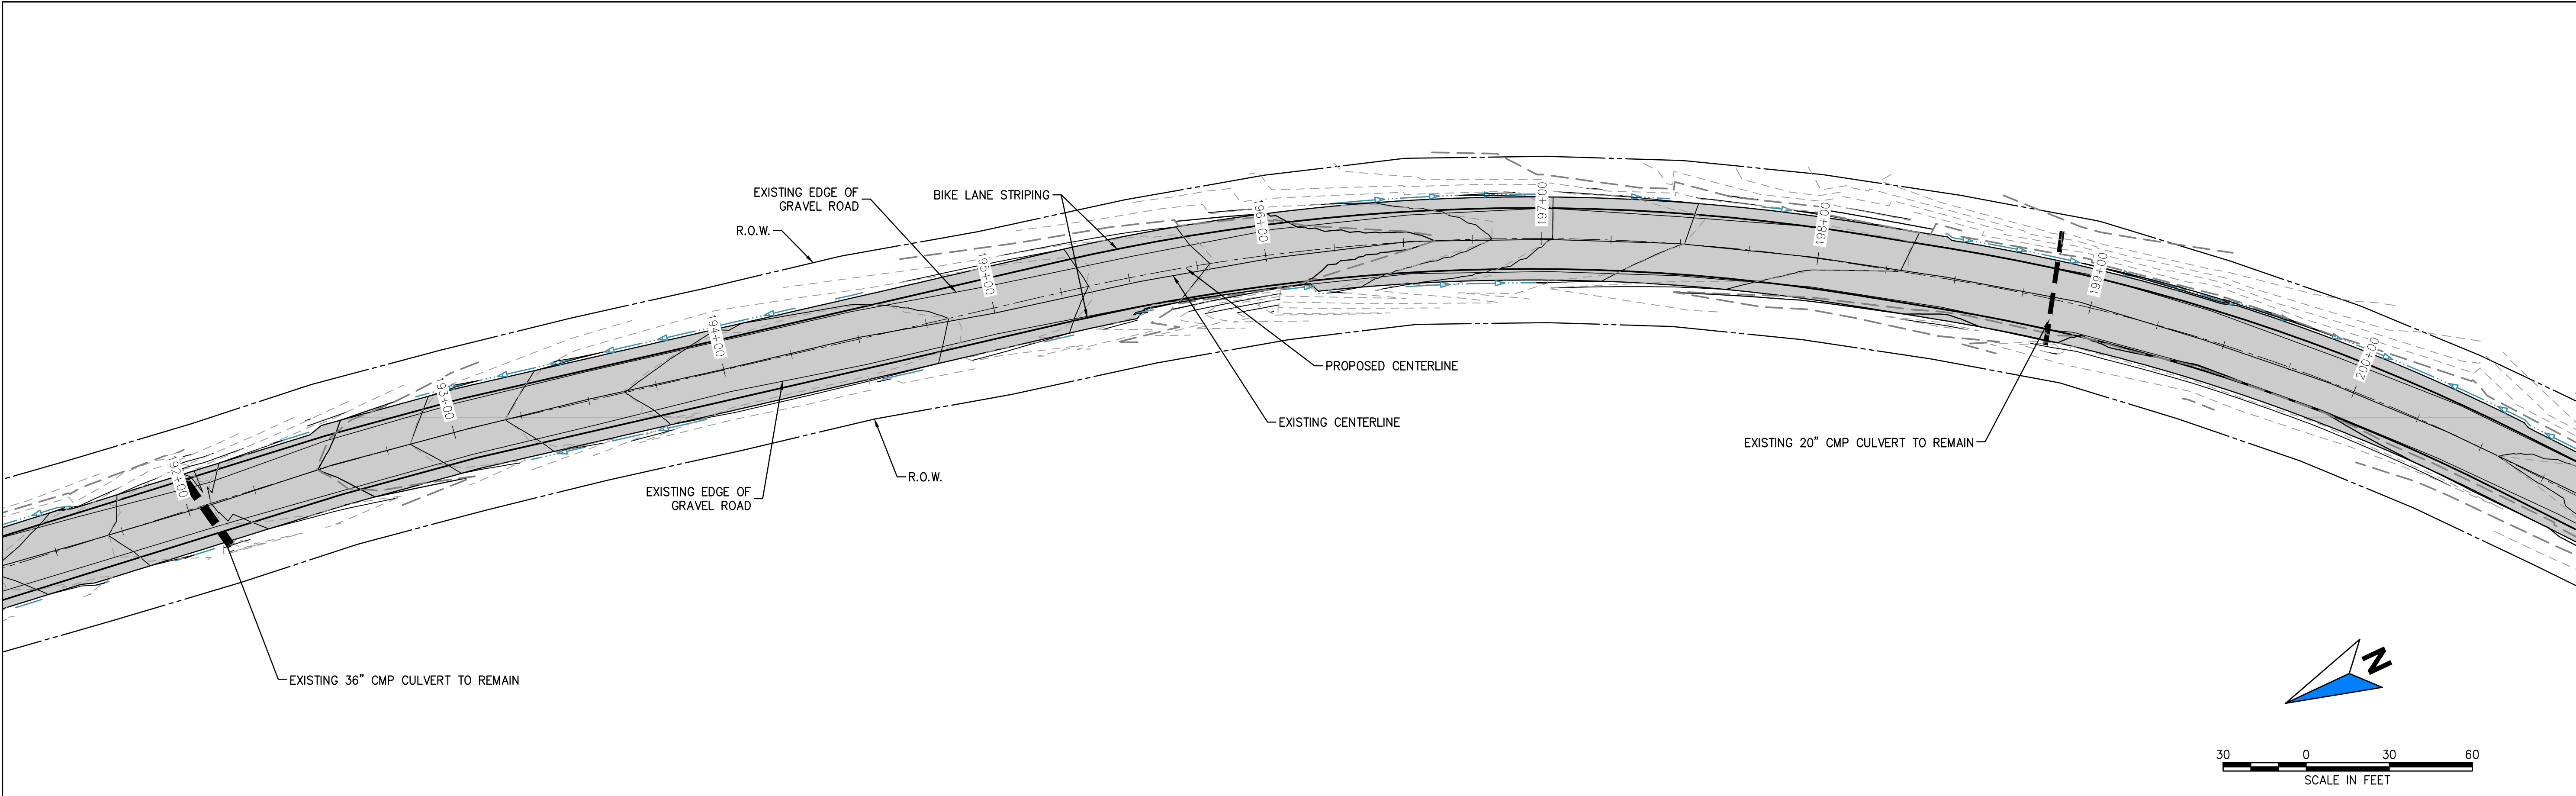 EXISTING EDGE OF
GRAVEL ROAD
BIKE LANE STRIPING
R.O.W.
192+00
193+00
194+00
195+00
196+00
197+00
198+00
199+00
200+00
PROPOSED CENTERLINE
EXISTING CENTERLINE
EXISTING 20" CMP CULVERT TO REMAIN
R.O.W.
EXISTING EDGE OF
GRAVEL ROAD
EXISTING 36" CMP CULVERT TO REMAIN
N
30 0 30 60
SCALE IN FEET